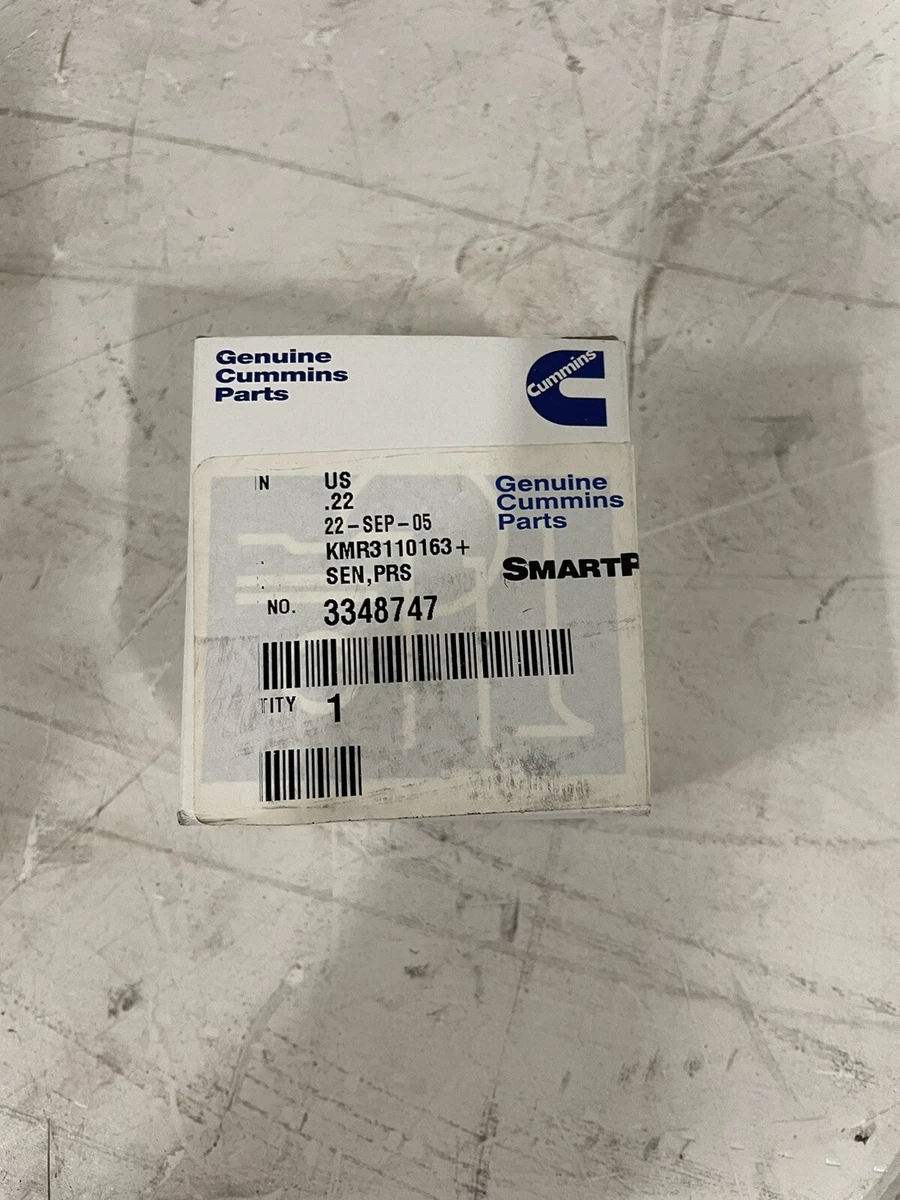 Genuine
Cummins
Parts
Cummins
N US
.22
22-SEP-05
KMR3110163+
SEN,PRS
NO. 3348747
TITY 1
Genuine
Cummins
Parts
SMARTP